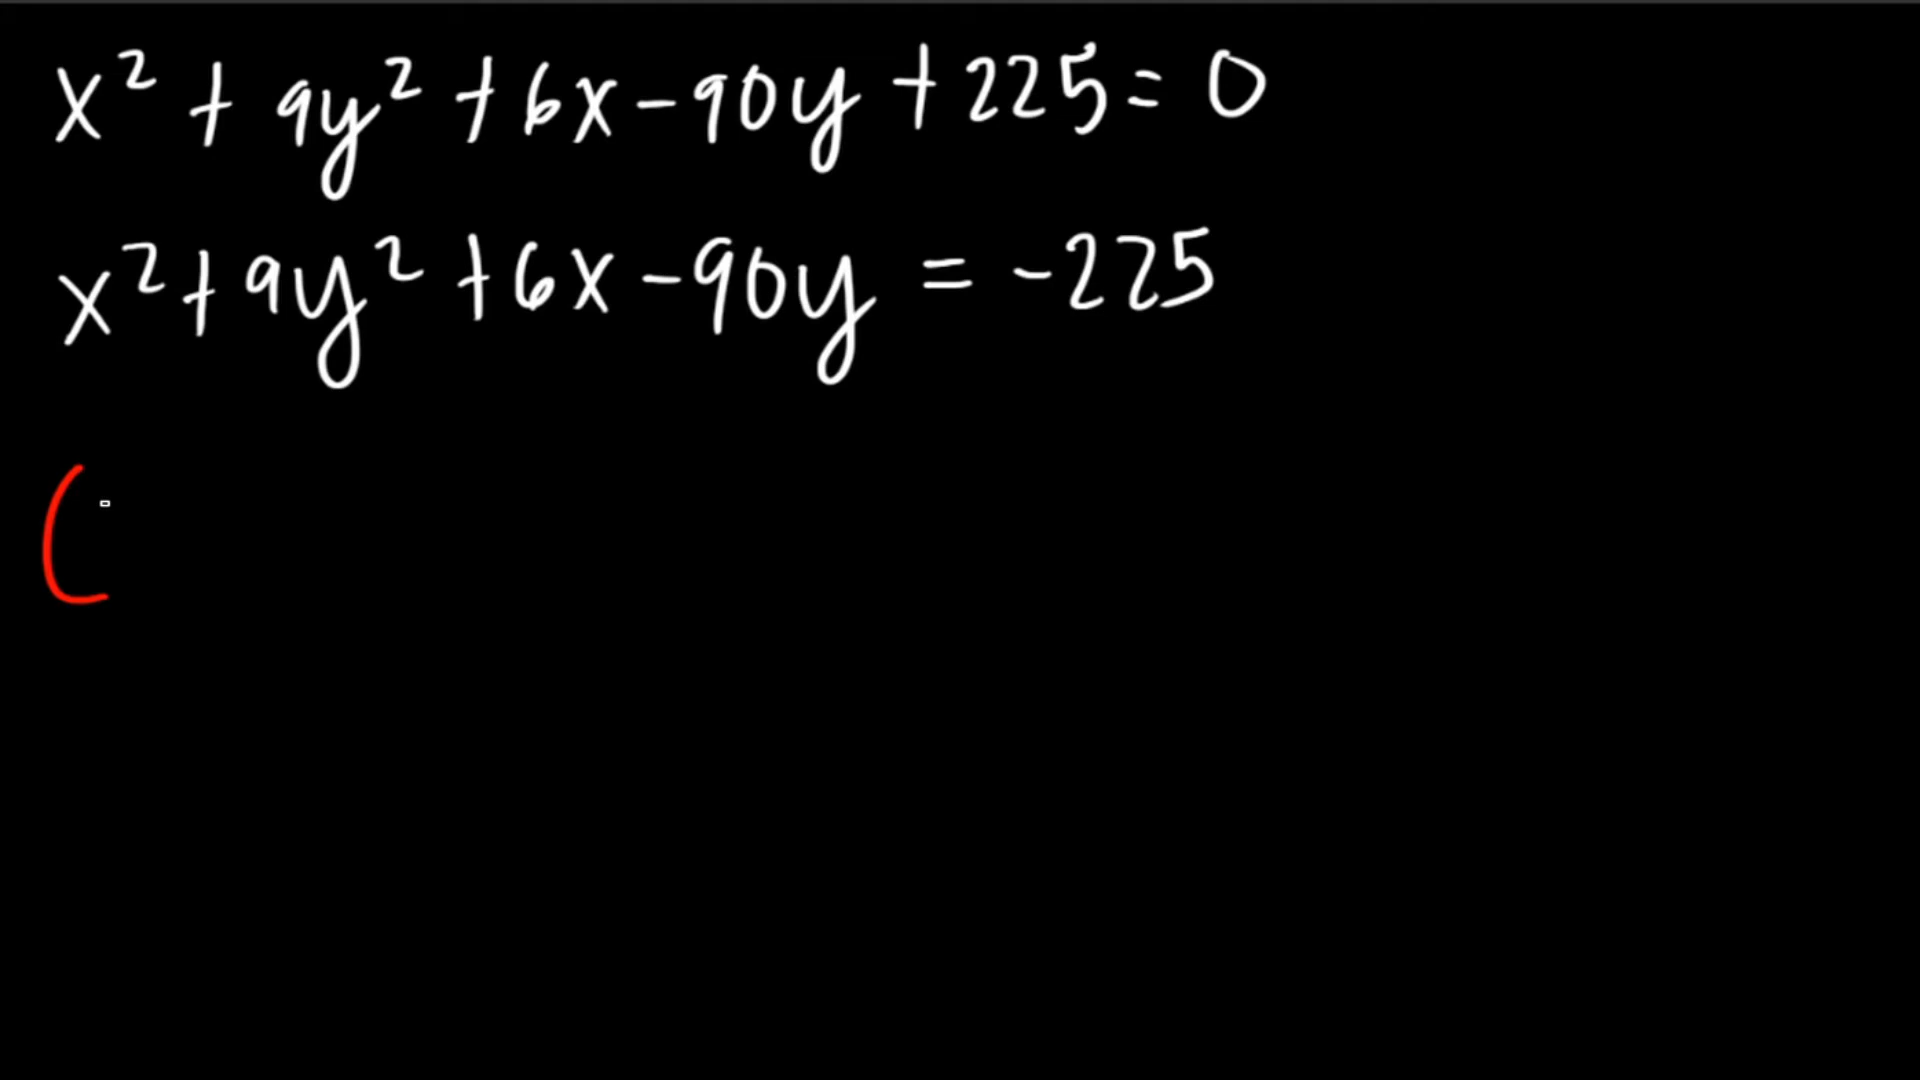 x² + 9y² + 6x - 90y + 225 = 0
x² + 9y² + 6x - 90y = -225
(